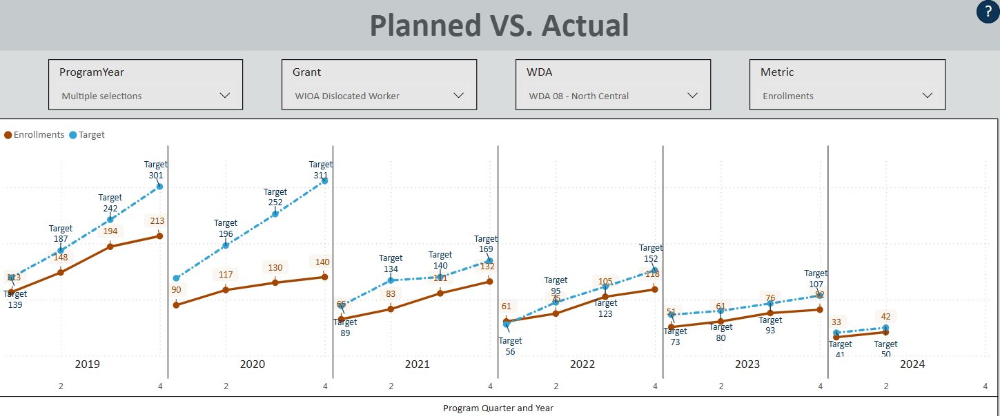 Planned VS. Actual
?
ProgramYear
Multiple selections
Grant
WIOA Dislocated Worker
WDA
WDA 08 - North Central
Metric
Enrollments
Enrollments
Target
Target
139
Target
187
148
Target
242
194
Target
301
213
90
Target
196
117
Target
252
130
Target
311
140
65
Target
89
Target
134
83
Target
140
111
Target
169
132
61
Target
56
Target
95
75
105
Target
123
Target
152
118
51
Target
73
61
Target
80
76
Target
93
Target
107
82
33
Target
41
42
Target
50
2019
2020
2021
2022
2023
2024
2
4
2
4
2
4
2
4
2
4
2
4
Program Quarter and Year